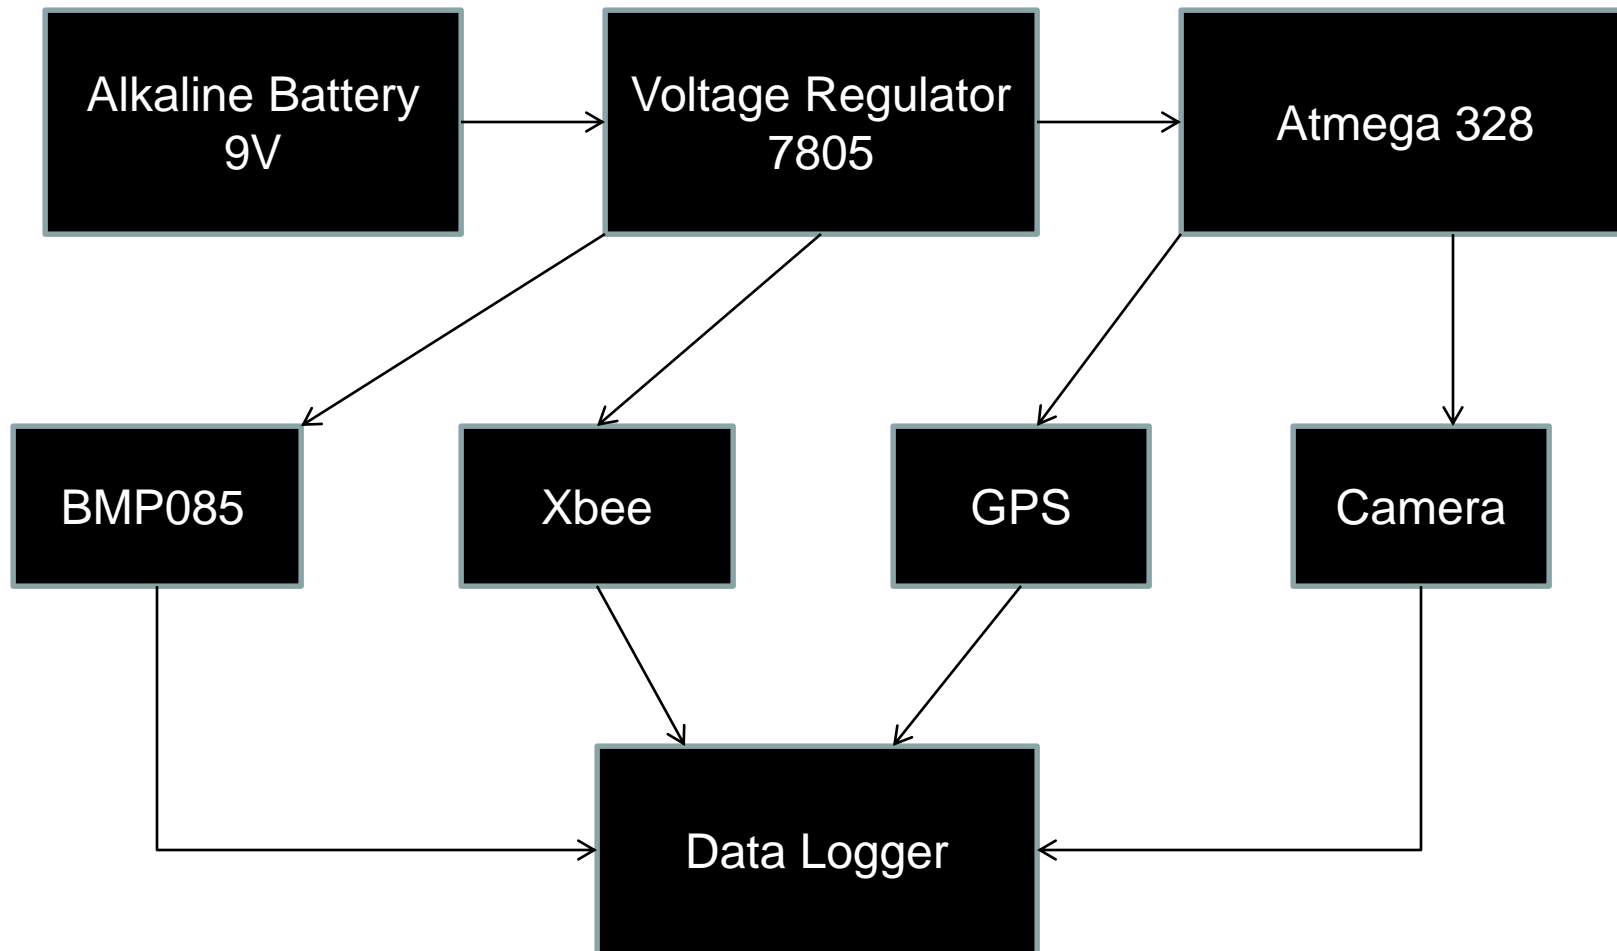 Alkaline Battery
9V
Voltage Regulator
7805
Atmega 328
BMP085
Xbee
GPS
Camera
Data Logger